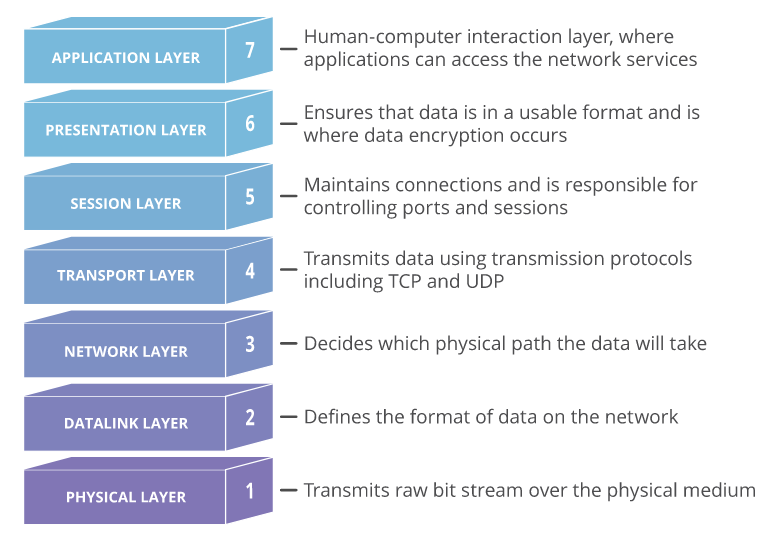 APPLICATION LAYER
7
Human-computer interaction layer, where
applications can access the network services
PRESENTATION LAYER
6
Ensures that data is in a usable format and is
where data encryption occurs
SESSION LAYER
5
Maintains connections and is responsible for
controlling ports and sessions
TRANSPORT LAYER
4
Transmits data using transmission protocols
including TCP and UDP
NETWORK LAYER
3
Decides which physical path the data will take
DATALINK LAYER
2
Defines the format of data on the network
PHYSICAL LAYER
1
Transmits raw bit stream over the physical medium